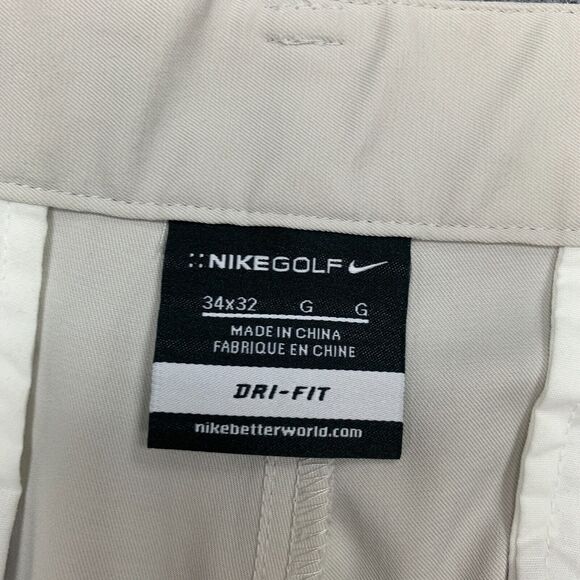 NIKEGOLF
34x32 G G
MADE IN CHINA
FABRIQUE EN CHINE
DRI-FIT
nikebetterworld.com